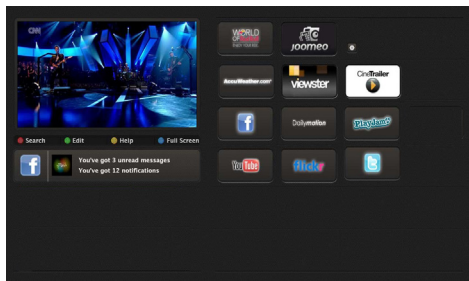 CNN
WORLD
JOOMEO
AccuWeather.com
viewster
CineTrailer
f
Dailymotion
PlayJam
YouTube
flickr
t
Search
Edit
Help
Full Screen
f
You've got 3 unread messages
You've got 12 notifications